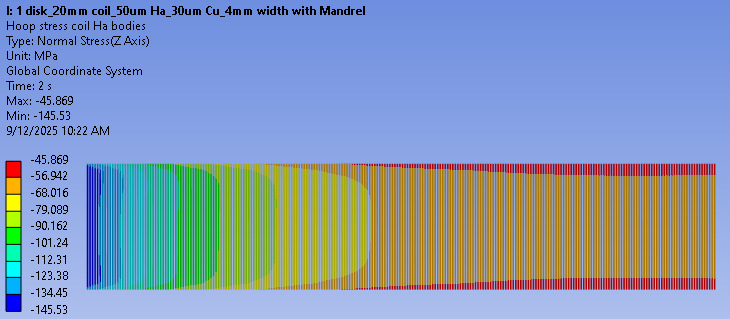 I: 1 disk_20mm coil_50um Ha_30um Cu_4mm width with Mandrel
Hoop stress coil Ha bodies
Type: Normal Stress(Z Axis)
Unit: MPa
Global Coordinate System
Time: 2 s
Max: -45.869
Min: -145.53
9/12/2025 10:22 AM
-45.869
-56.942
-68.016
-79.089
-90.162
-101.24
-112.31
-123.38
-134.45
-145.53